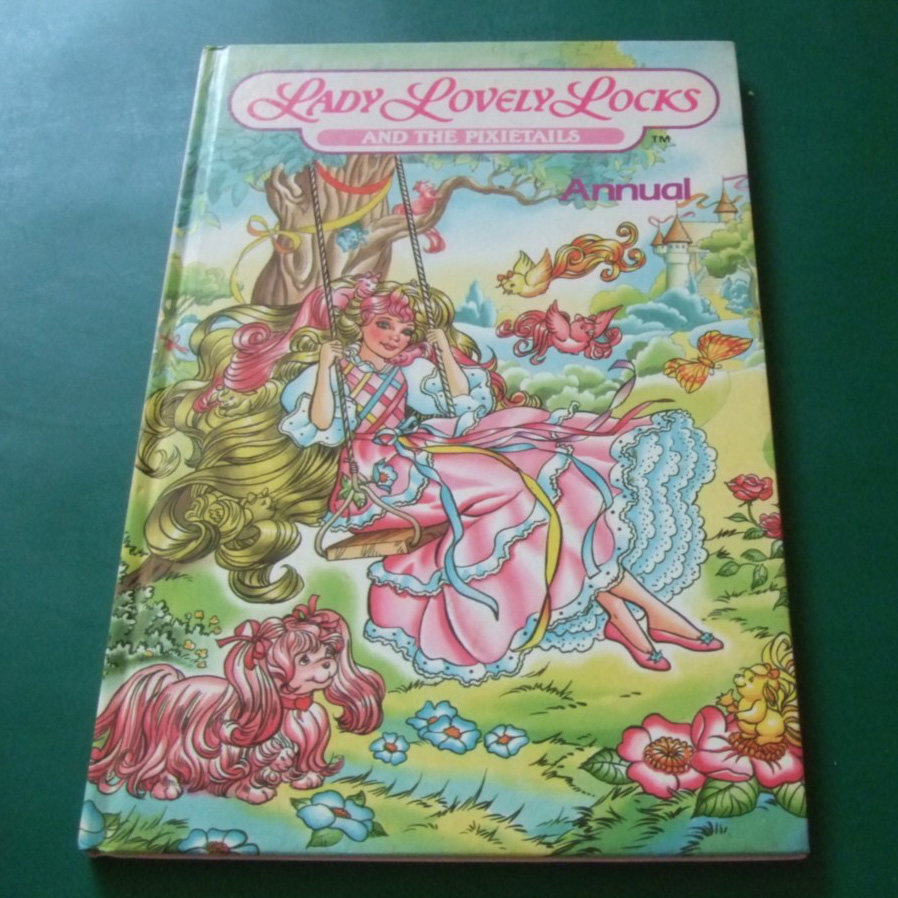 LADY LOVELY LOCKS
AND THE PIXIETAILS
TM
Annual